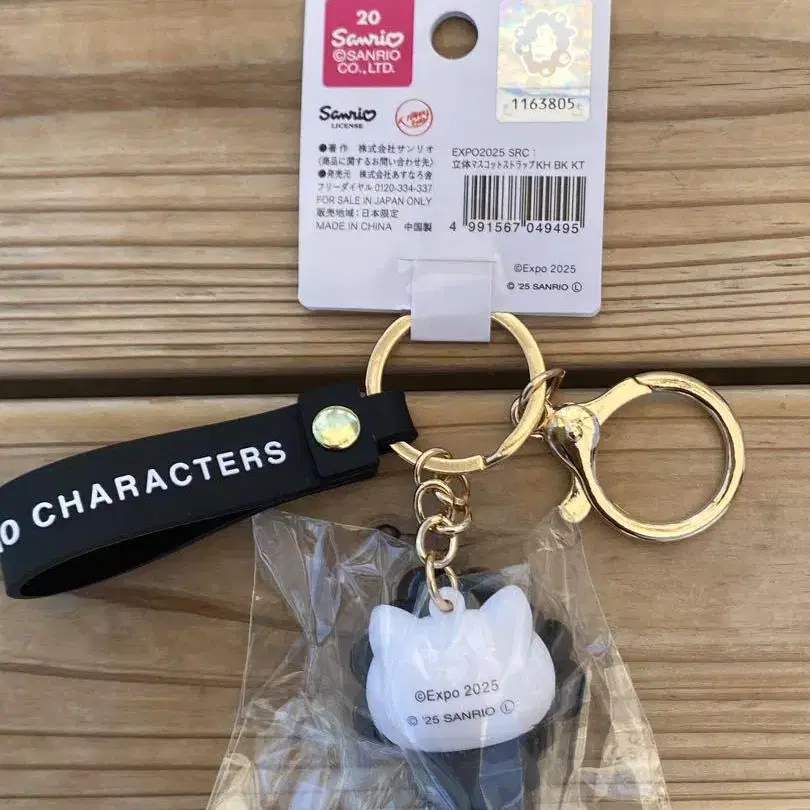 20
Sanrio
©SANRIO
CO., LTD.
Sanrio
LICENSE
1163805
●著作 株式会社サンリオ
(商品に関するお問い合わせ先)
●発売元 株式会社あすなろ舎
フリーダイヤル 0120-334-337
FOR SALE IN JAPAN ONLY
販売地域:日本限定
MADE IN CHINA 中国製
EXPO2025 SRC:
立体マスコットストラップKH BK KT
4 991567 049495
©Expo 2025
© '25 SANRIO Ⓛ
CHARACTERS
©Expo 2025
© '25 SANRIO Ⓛ